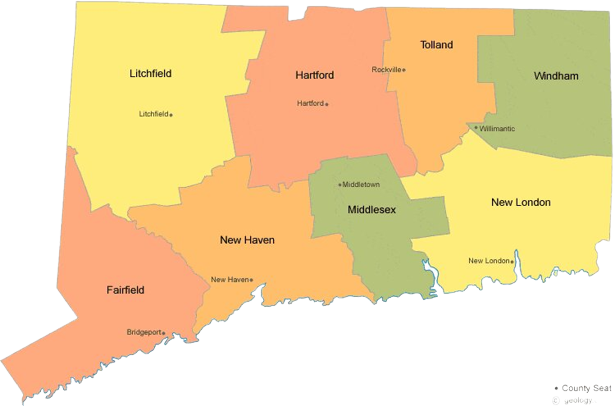 Tolland
Litchfield
Hartford
Rockville
Windham
Hartford
Litchfield
Willimantic
Middletown
New London
Middlesex
New Haven
New London
New Haven
Fairfield
Bridgeport
County Seat
© geology